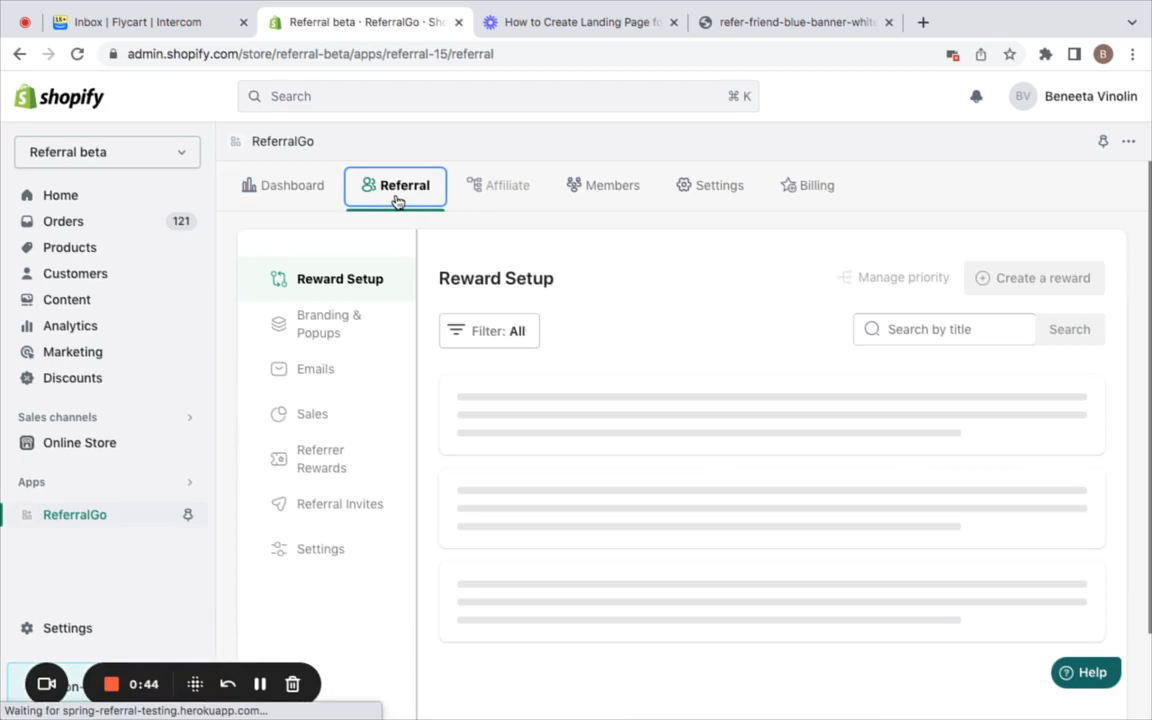 Inbox | Flycart | Intercom
Referral beta · ReferralGo · Sho
How to Create Landing Page fo
refer-friend-blue-banner-white
admin.shopify.com/store/referral-beta/apps/referral-15/referral
B
shopify
Search
⌘ K
BV
Beneeta Vinolin
Referral beta
ReferralGo
Home
Orders
121
Products
Customers
Content
Analytics
Marketing
Discounts
Sales channels
Online Store
Apps
ReferralGo
Settings
Dashboard
Referral
Affiliate
Members
Settings
Billing
Reward Setup
Branding &
Popups
Emails
Sales
Referrer
Rewards
Referral Invites
Settings
Reward Setup
Manage priority
Create a reward
Filter: All
Search by title
Search
Help
0:44
Waiting for spring-referral-testing.herokuapp.com...